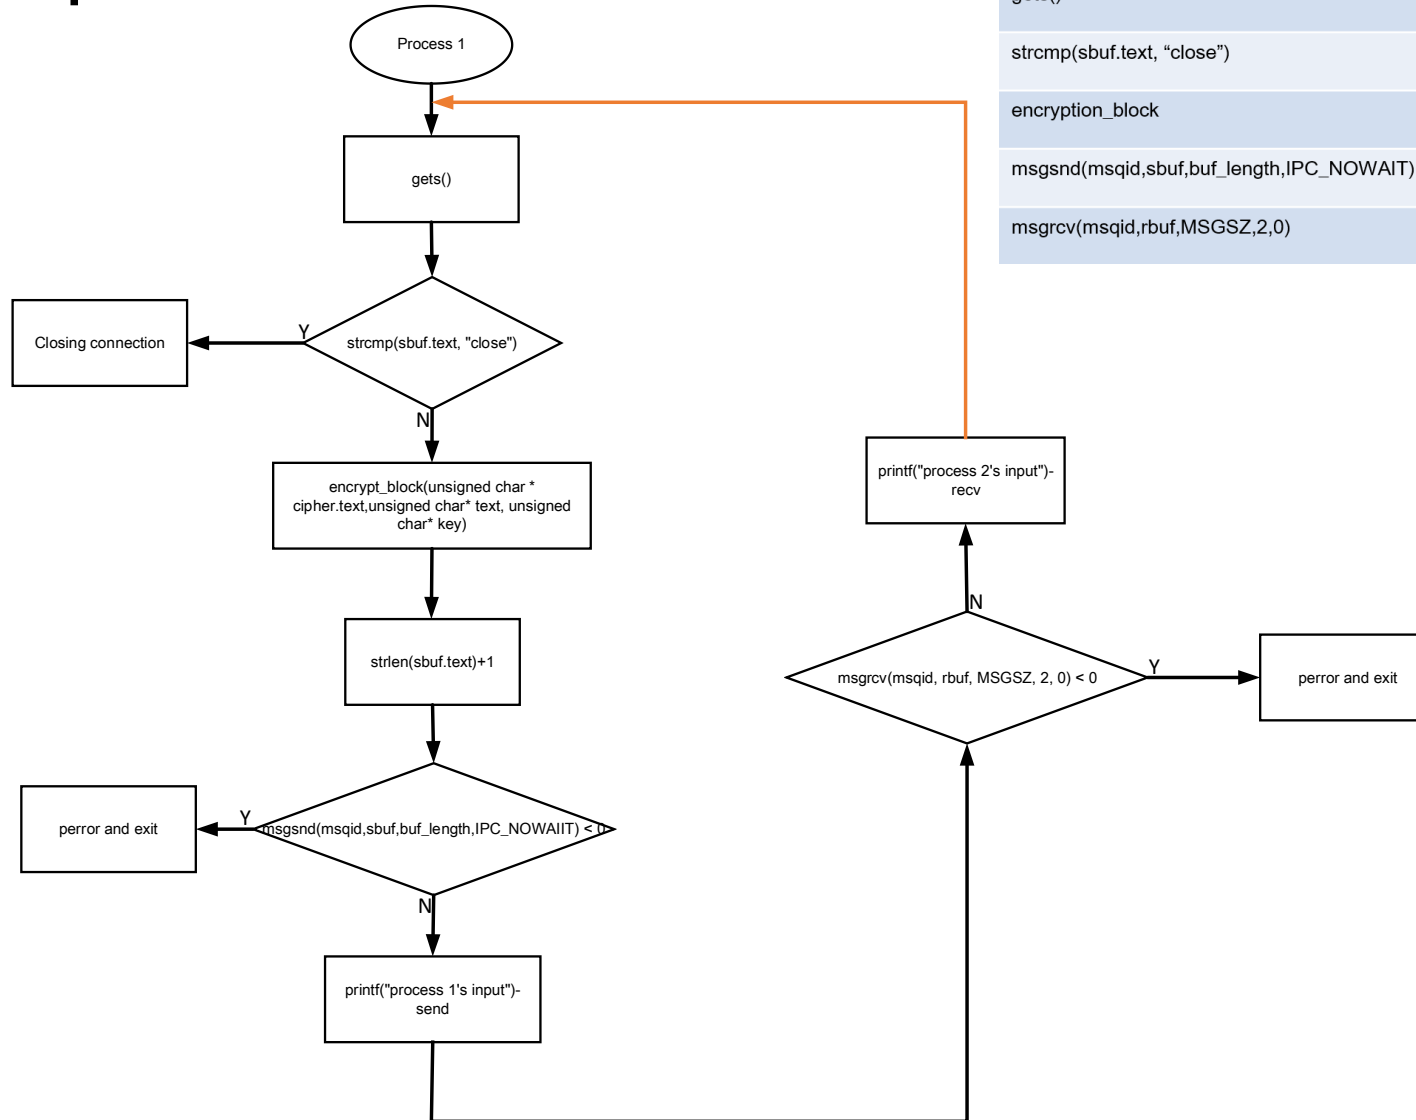 Process 1
gets()
strcmp(sbuf.text, "close")
Y
Closing connection
N
encrypt_block(unsigned char *
cipher.text,unsigned char* text, unsigned
char* key)
strlen(sbuf.text)+1
msgsnd(msqid,sbuf,buf_length,IPC_NOWAIIT) < 0
Y
perror and exit
N
printf("process 1's input")-
send
msgrcv(msqid, rbuf, MSGSZ, 2, 0) < 0
Y
perror and exit
N
printf("process 2's input")-
recv
gets()
strcmp(sbuf.text, “close”)
encryption_block
msgsnd(msqid,sbuf,buf_length,IPC_NOWAIT)
msgrcv(msqid,rbuf,MSGSZ,2,0)